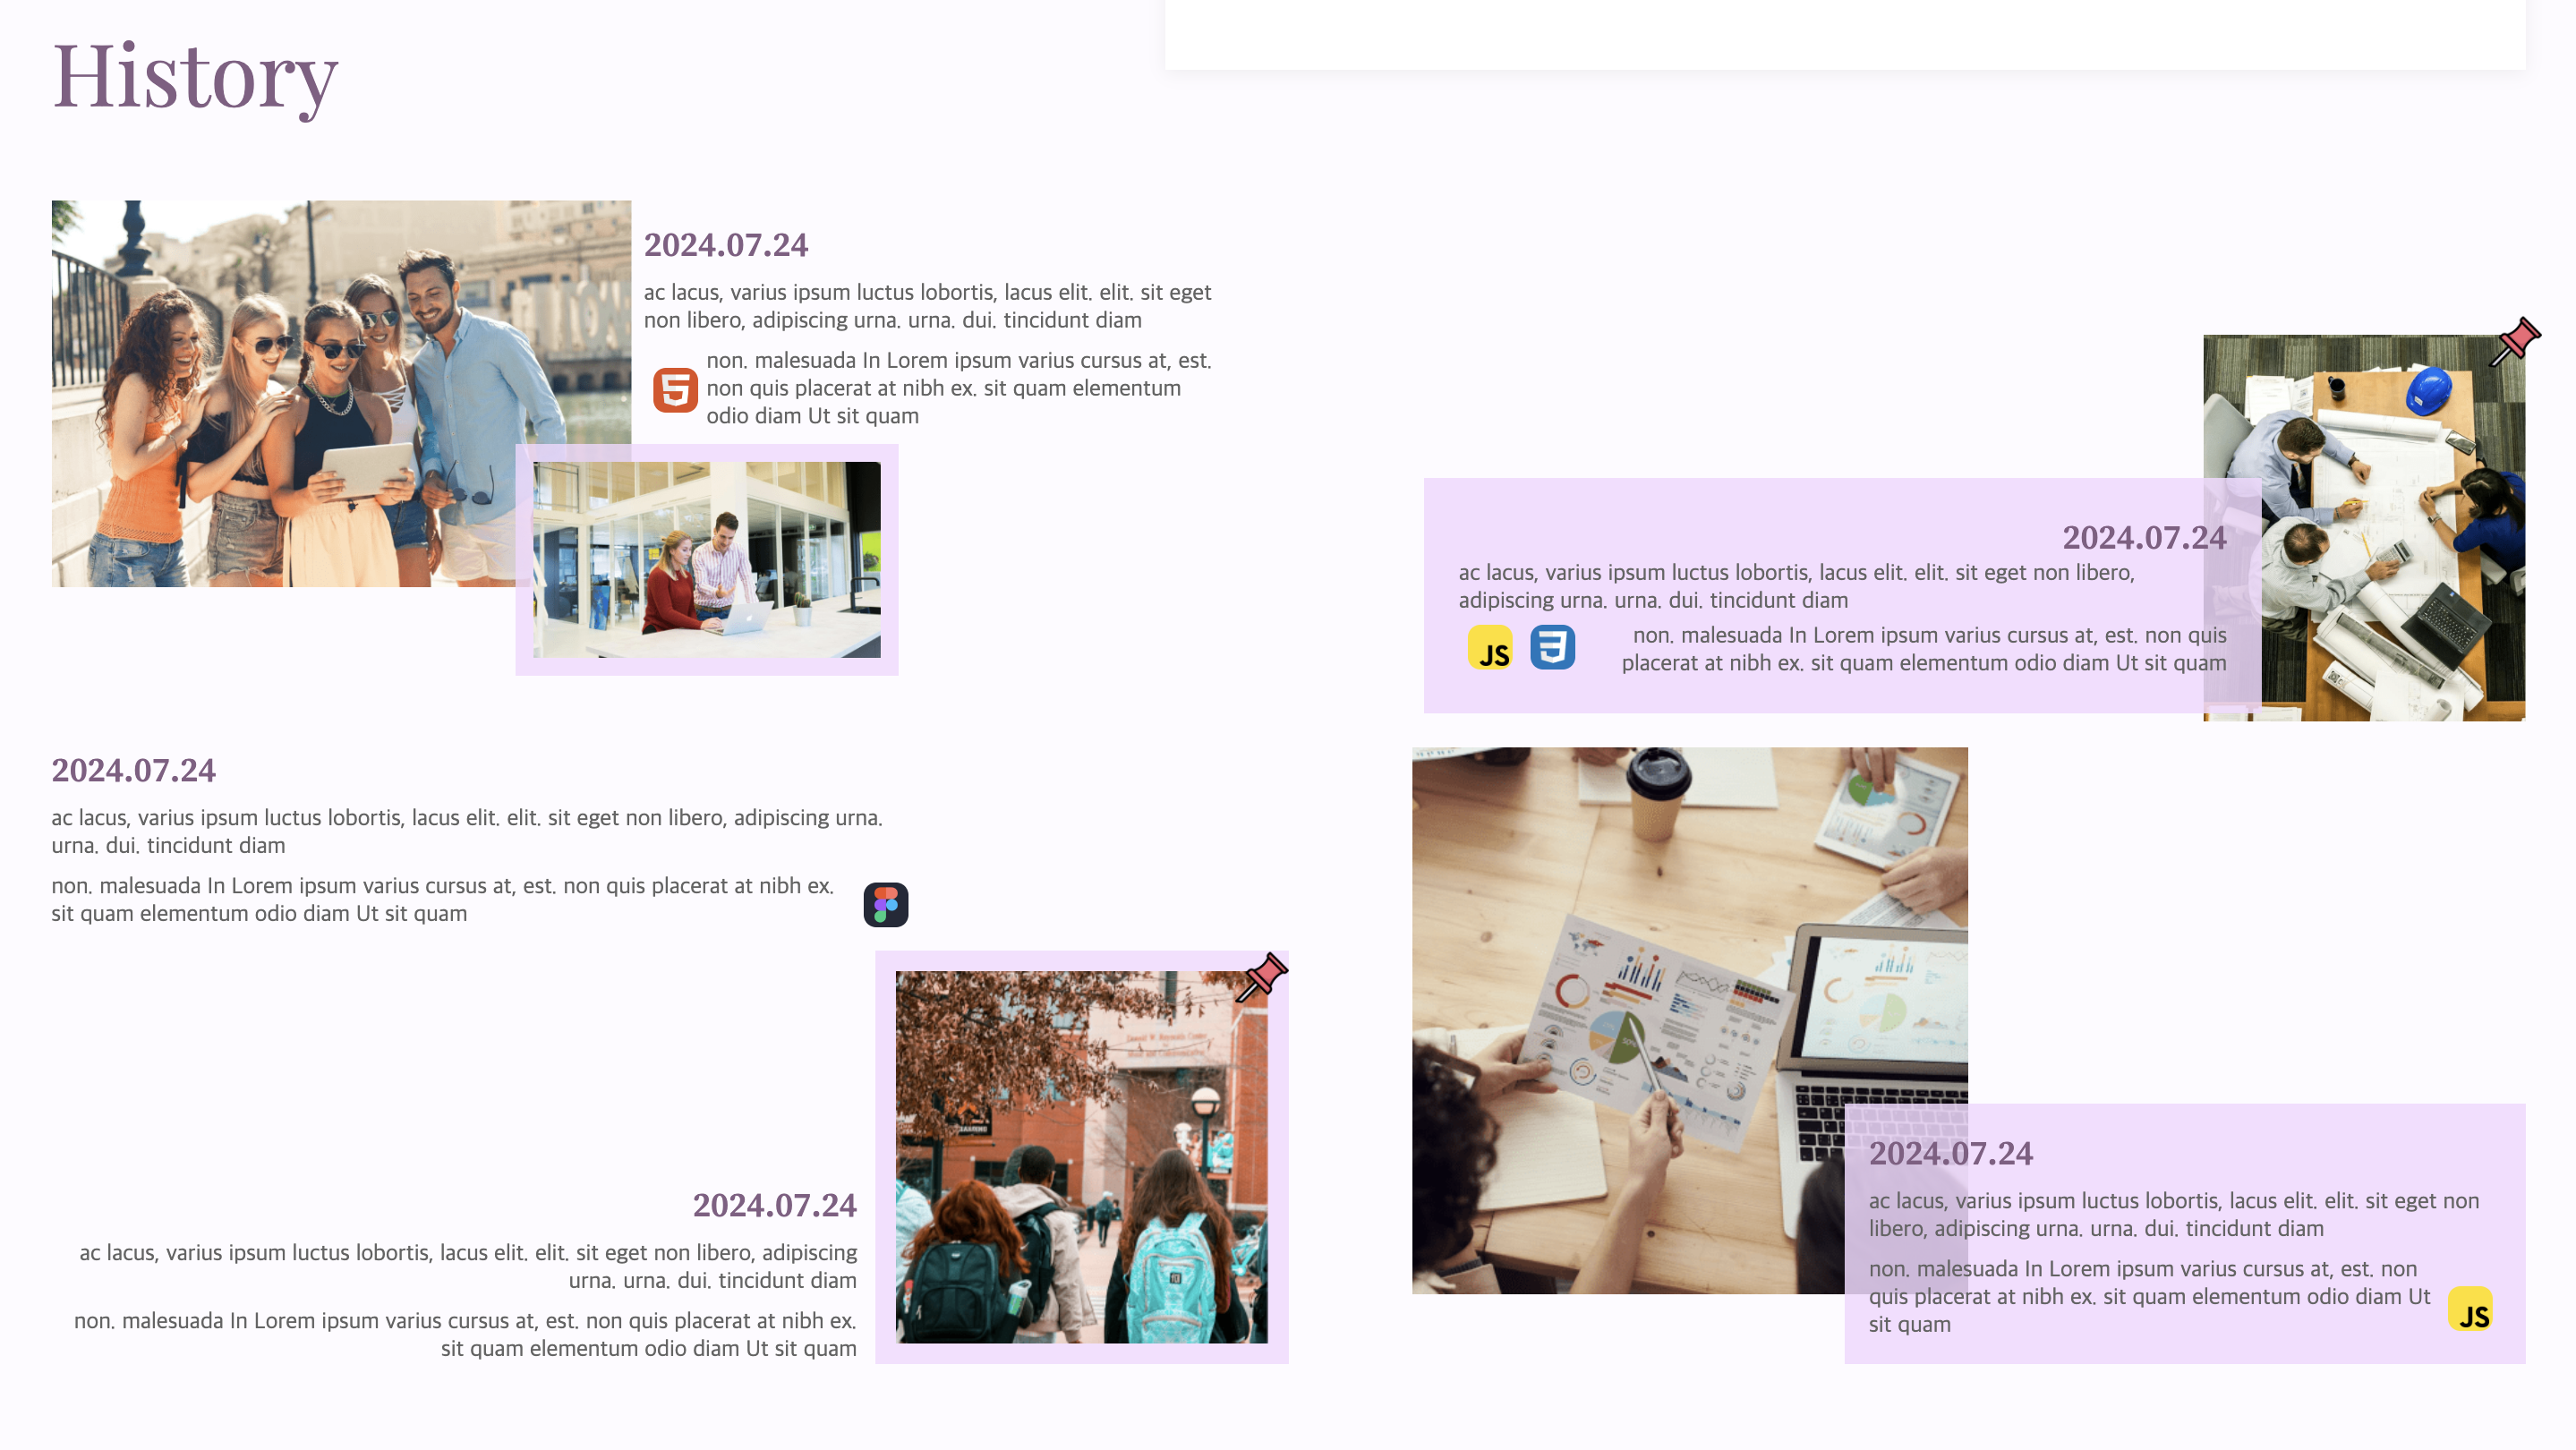 History
2024.07.24
ac lacus, varius ipsum luctus lobortis, lacus elit. elit. sit eget
non libero, adipiscing urna. urna. dui. tincidunt diam
non. malesuada In Lorem ipsum varius cursus at, est.
non quis placerat at nibh ex. sit quam elementum
odio diam Ut sit quam
2024.07.24
ac lacus, varius ipsum luctus lobortis, lacus elit. elit. sit eget non libero, adipiscing urna.
urna. dui. tincidunt diam
non. malesuada In Lorem ipsum varius cursus at, est. non quis placerat at nibh ex.
sit quam elementum odio diam Ut sit quam
2024.07.24
ac lacus, varius ipsum luctus lobortis, lacus elit. elit. sit eget non libero, adipiscing
urna. urna. dui. tincidunt diam
non. malesuada In Lorem ipsum varius cursus at, est. non quis placerat at nibh ex.
sit quam elementum odio diam Ut sit quam
2024.07.24
ac lacus, varius ipsum luctus lobortis, lacus elit. elit. sit eget non libero,
adipiscing urna. urna. dui. tincidunt diam
JS
non. malesuada In Lorem ipsum varius cursus at, est. non quis
placerat at nibh ex. sit quam elementum odio diam Ut sit quam
2024.07.24
ac lacus, varius ipsum luctus lobortis, lacus elit. elit. sit eget non
libero, adipiscing urna. urna. dui. tincidunt diam
non. malesuada In Lorem ipsum varius cursus at, est. non
quis placerat at nibh ex. sit quam elementum odio diam Ut
sit quam
JS